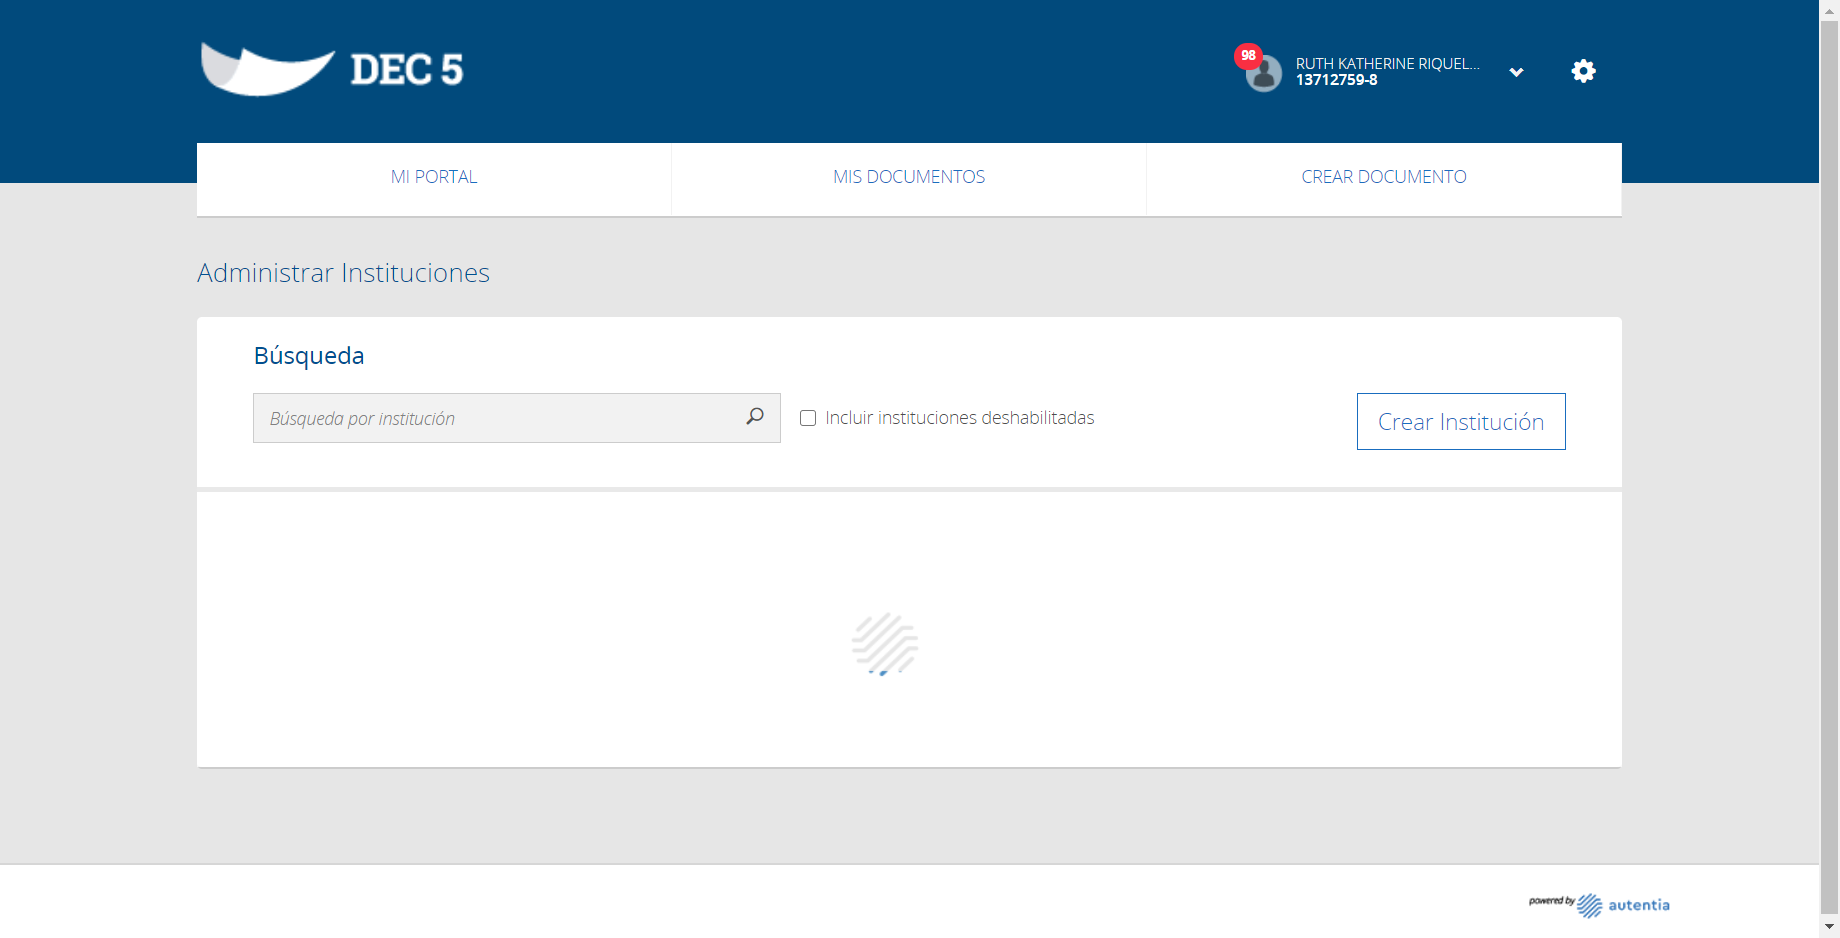 DEC 5
98
RUTH KATHERINE RIQUEL...
13712759-8
MI PORTAL
MIS DOCUMENTOS
CREAR DOCUMENTO
Administrar Instituciones
Búsqueda
Búsqueda por institución
Incluir instituciones deshabilitadas
Crear Institución
powered by autentia